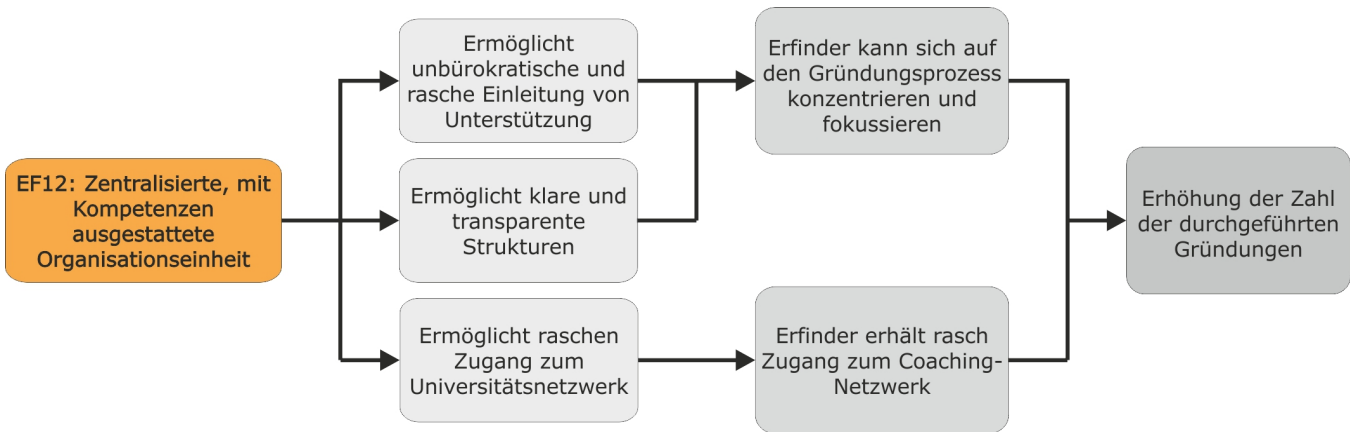 EF12: Zentralisierte, mit
Kompetenzen
ausgestattete
Organisationseinheit
Ermöglicht
unbürokratische und
rasche Einleitung von
Unterstützung
Ermöglicht klare und
transparente
Strukturen
Ermöglicht raschen
Zugang zum
Universitätsnetzwerk
Erfinder kann sich auf
den Gründungsprozess
konzentrieren und
fokussieren
Erfinder erhält rasch
Zugang zum Coaching-
Netzwerk
Erhöhung der Zahl
der durchgeführten
Gründungen